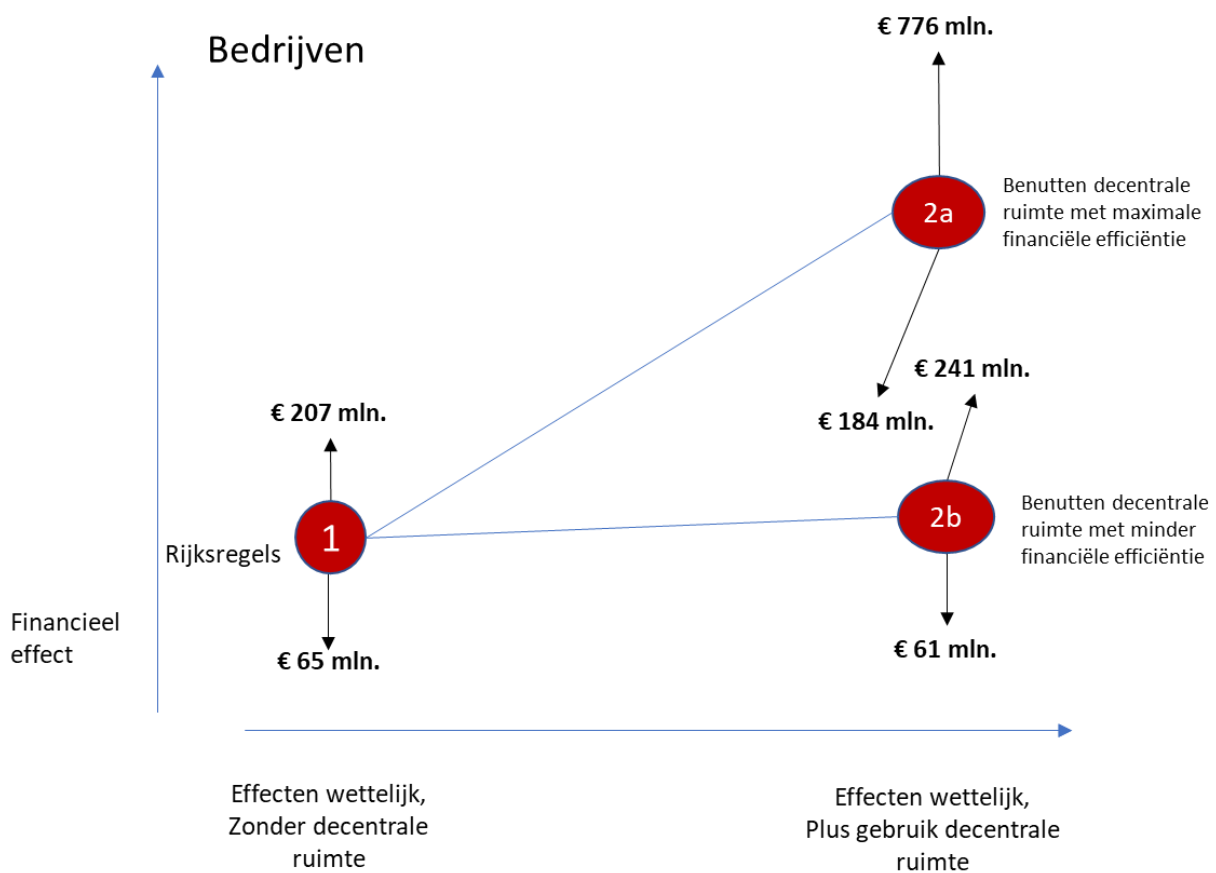 € 776 mln.
Bedrijven
2a
Benutten decentrale
ruimte met maximale
financiële efficiëntie
€ 241 mln.
€ 207 mln.
€ 184 mln.
1
Rijksregels
2b
Benutten decentrale
ruimte met minder
financiële efficiëntie
Financieel
effect
€ 65 mln.
€ 61 mln.
Effecten wettelijk,
Zonder decentrale
ruimte
Effecten wettelijk,
Plus gebruik decentrale
ruimte